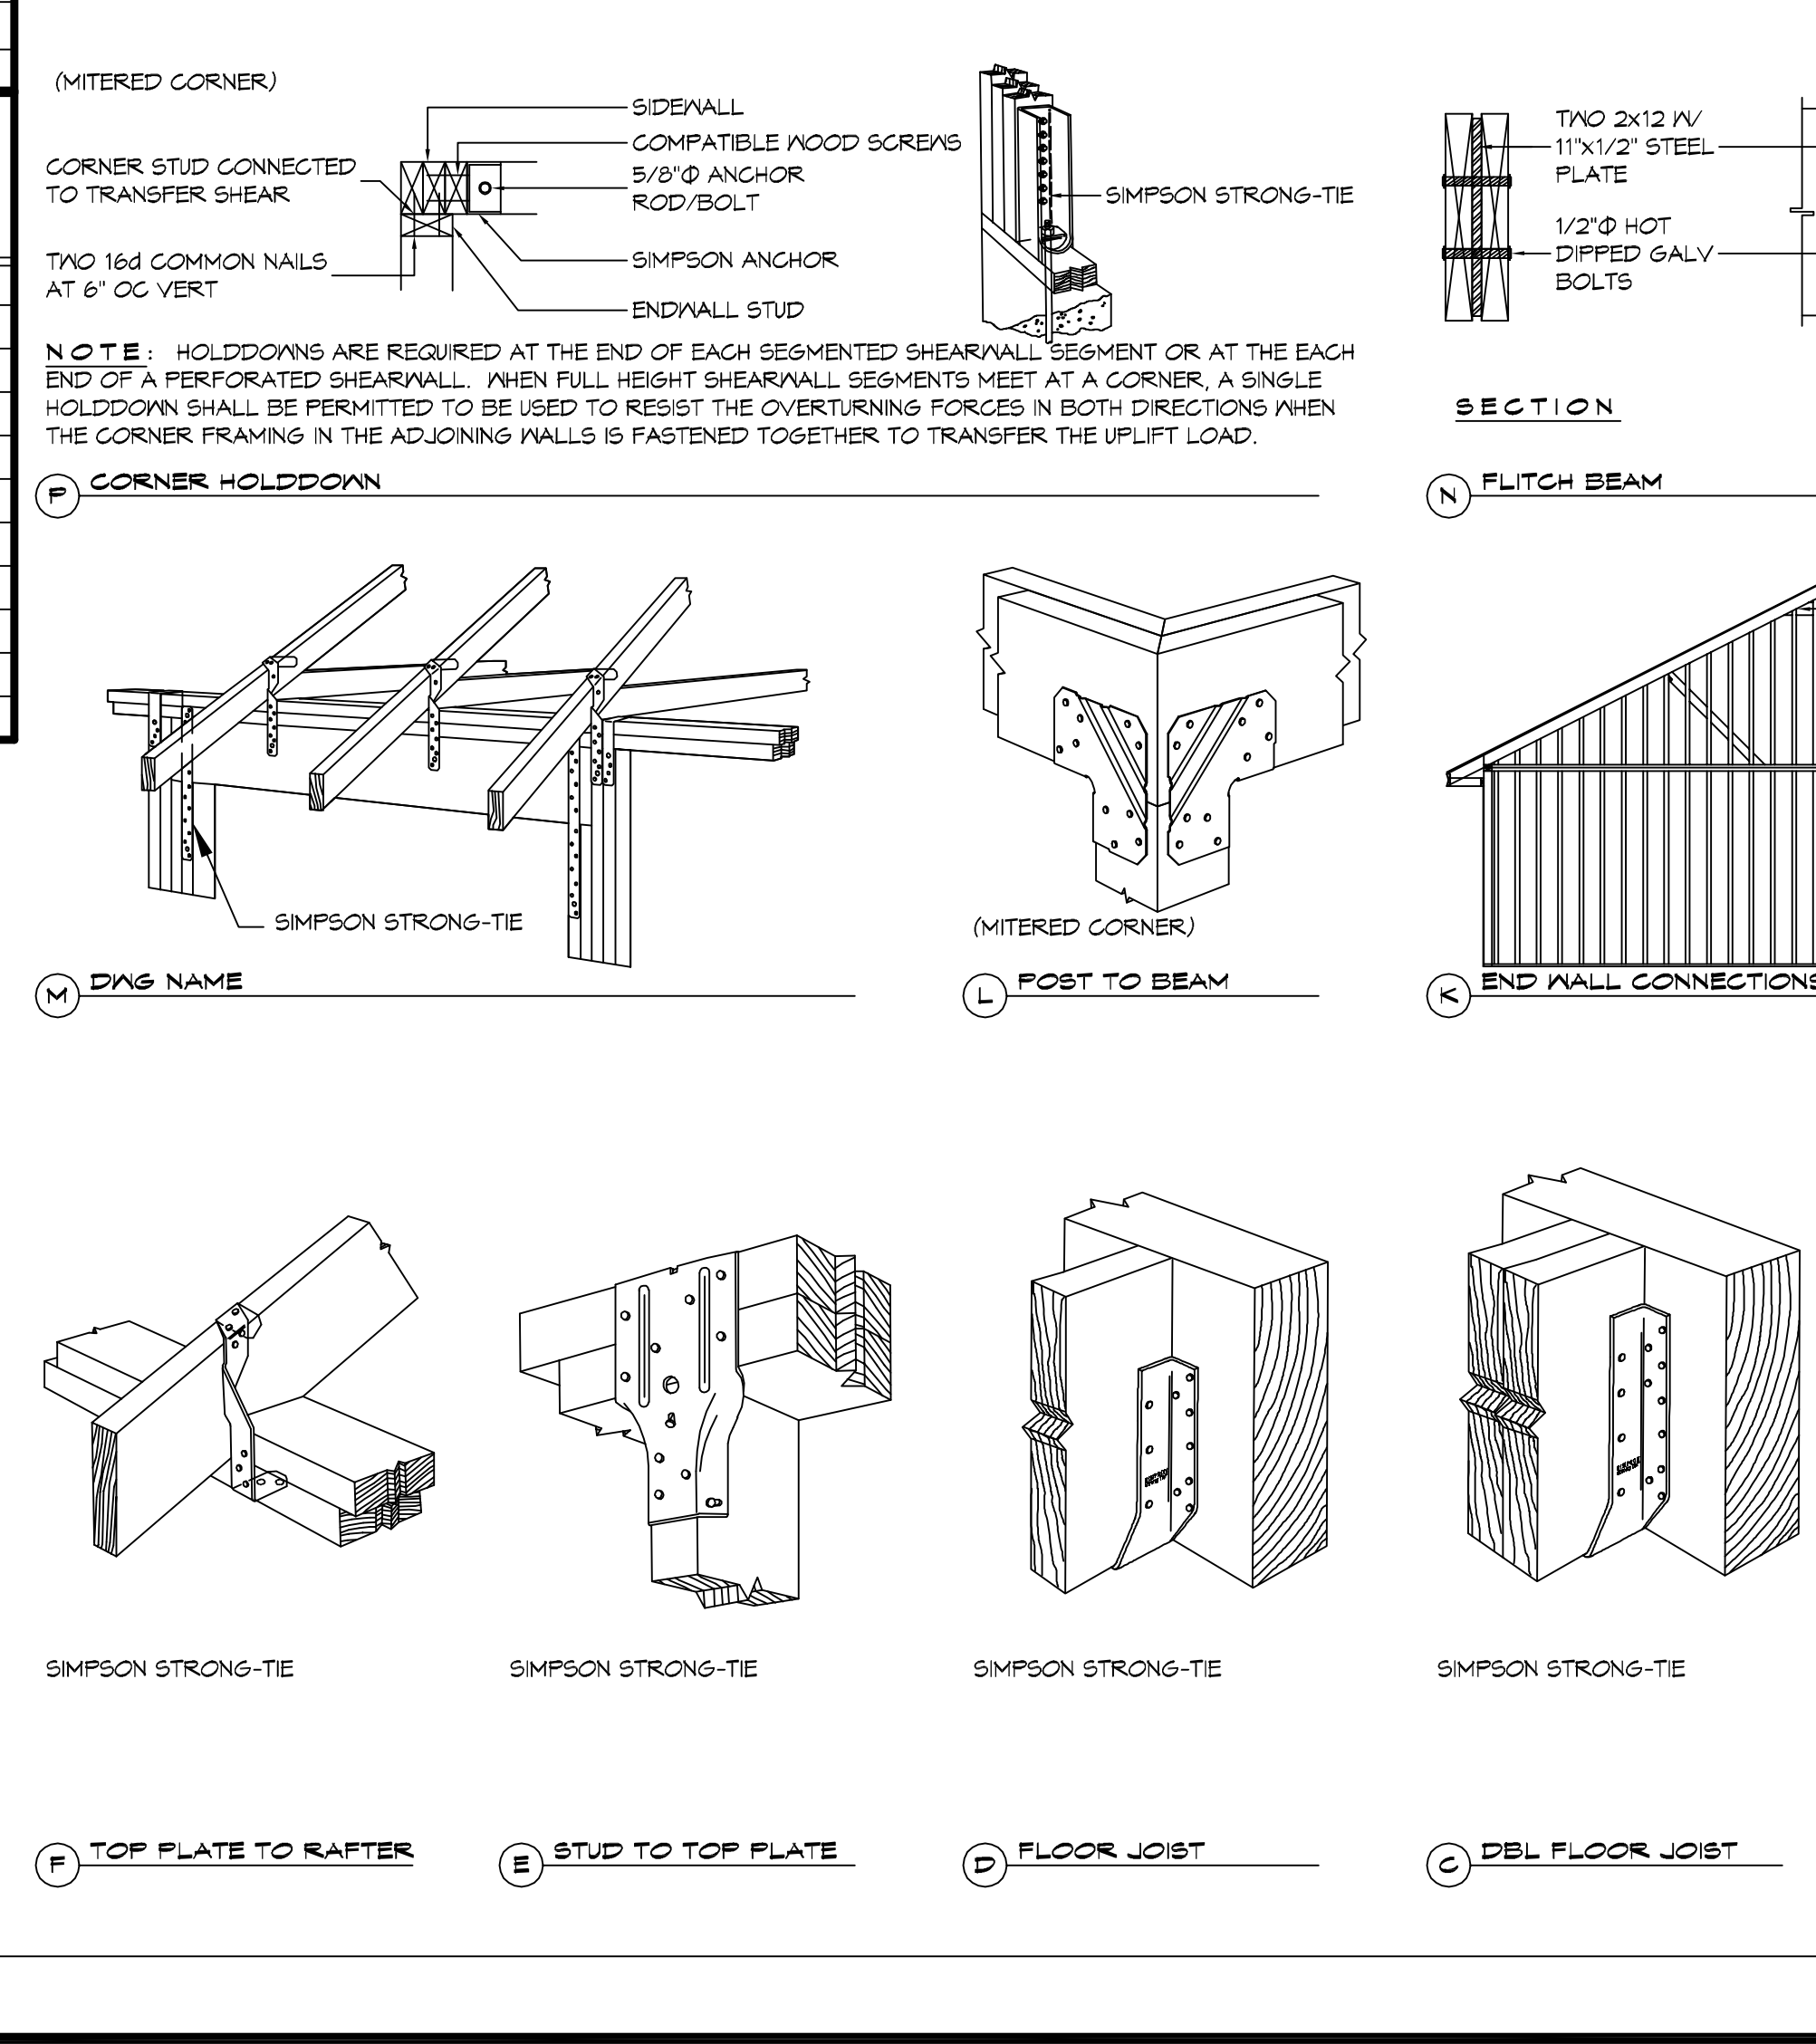 (MITERED CORNER)
CORNER STUD CONNECTED
TO TRANSFER SHEAR
TWO 16d COMMON NAILS
AT 6" OC VERT
SIDEWALL
COMPATIBLE WOOD SCREWS
5/8"Φ ANCHOR
ROD/BOLT
SIMPSON ANCHOR
ENDWALL STUD
SIMPSON STRONG-TIE
NOTE: HOLDDOWNS ARE REQUIRED AT THE END OF EACH SEGMENTED SHEARWALL SEGMENT OR AT THE EACH
END OF A PERFORATED SHEARWALL. WHEN FULL HEIGHT SHEARWALL SEGMENTS MEET AT A CORNER, A SINGLE
HOLDDOWN SHALL BE PERMITTED TO BE USED TO RESIST THE OVERTURNING FORCES IN BOTH DIRECTIONS WHEN
THE CORNER FRAMING IN THE ADJOINING WALLS IS FASTENED TOGETHER TO TRANSFER THE UPLIFT LOAD.
P CORNER HOLDDOWN
TWO 2x12 W/
11"x1/2" STEEL
PLATE
1/2"Φ HOT
DIPPED GALV
BOLTS
SECTION
N FLITCH BEAM
SIMPSON STRONG-TIE
M DWG NAME
(MITERED CORNER)
L POST TO BEAM
K END WALL CONNECTIONS
SIMPSON STRONG-TIE
F TOP PLATE TO RAFTER
SIMPSON STRONG-TIE
E STUD TO TOP PLATE
SIMPSON STRONG-TIE
D FLOOR JOIST
SIMPSON STRONG-TIE
C DBL FLOOR JOIST